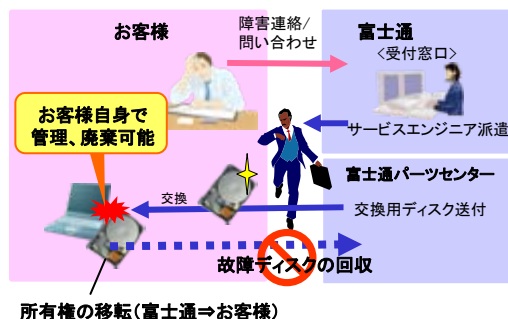 お客様
障害連絡/
問い合わせ
富士通
<受付窓口>
お客様自身で
管理、廃棄可能
サービスエンジニア派遣
富士通パーツセンター
交換
交換用ディスク送付
故障ディスクの回収
所有権の移転(富士通⇒お客様)